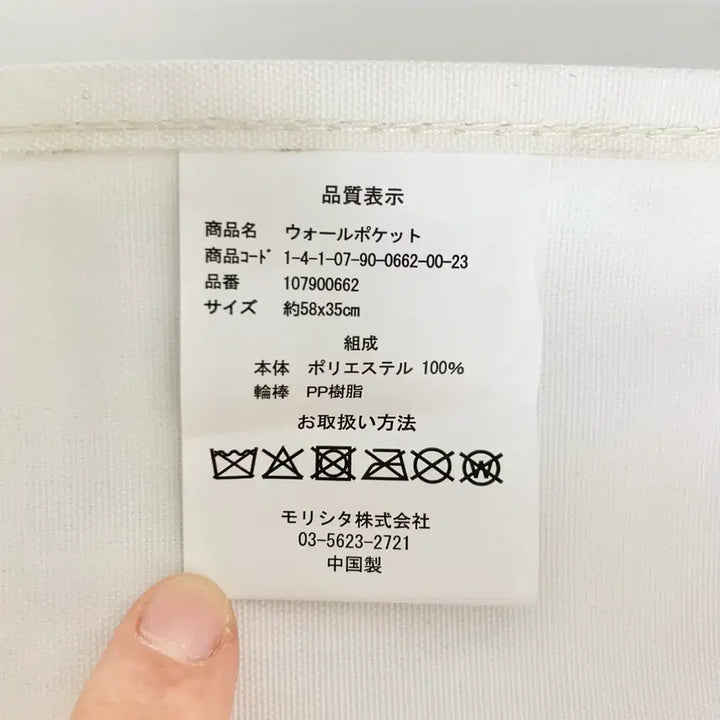 品質表示
商品名 ウォールポケット
商品ｺｰﾄﾞ 1-4-1-07-90-0662-00-23
品番 107900662
サイズ 約58x35cm
組成
本体 ポリエステル 100%
輪棒 PP樹脂
お取扱い方法
W
モリシタ株式会社
03-5623-2721
中国製